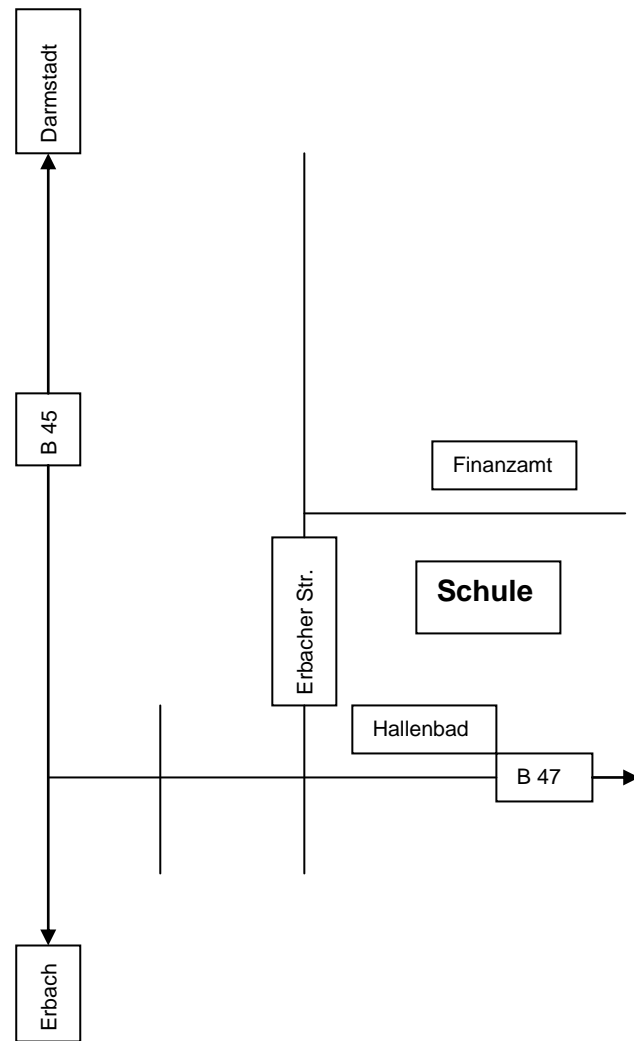 Darmstadt
B 45
Finanzamt
Erbacher Str.
Schule
Hallenbad
B 47
Erbach